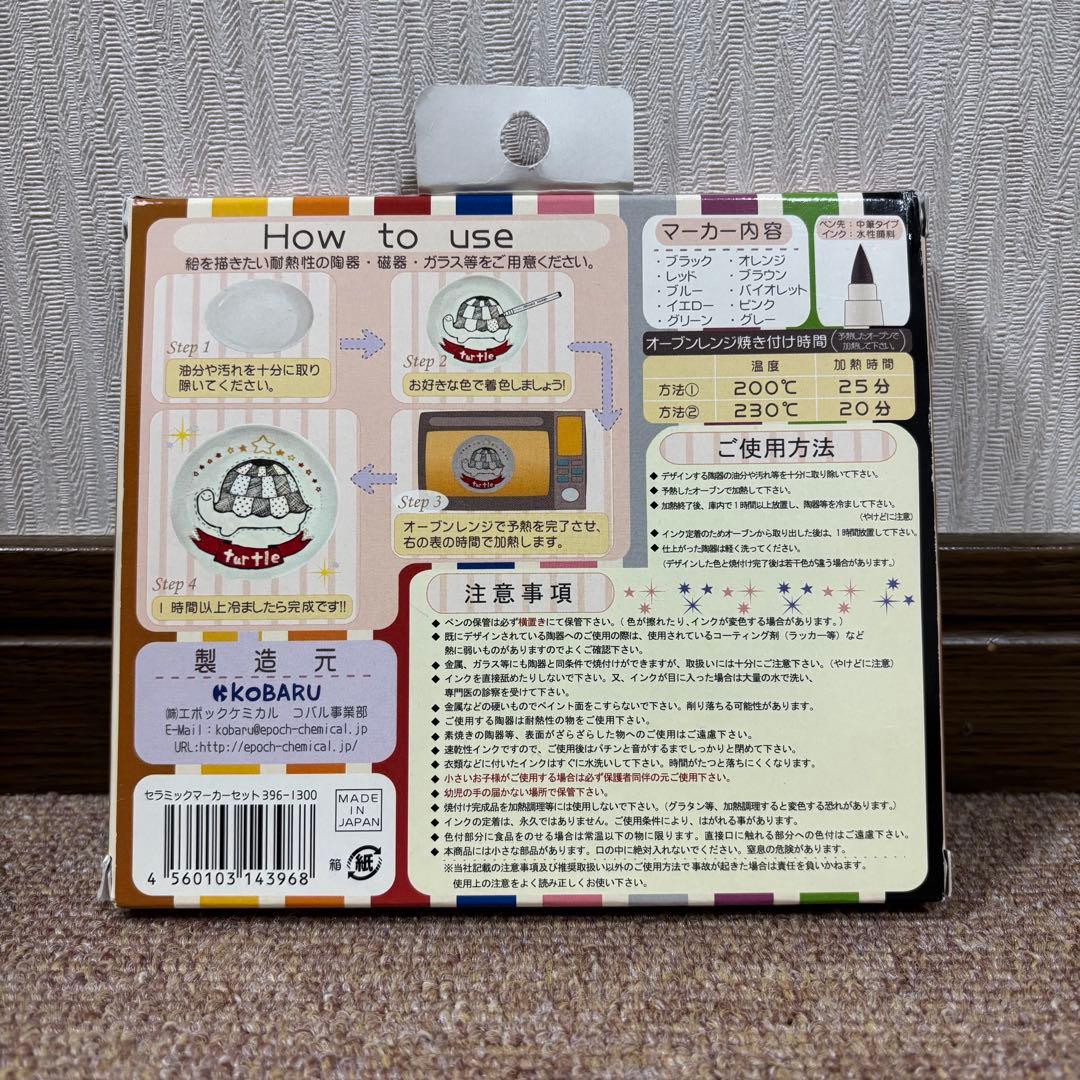 How to use
絵を描きたい耐熱性の陶器・磁器・ガラス等をご用意ください。
Step 1
油分や汚れを十分に取り
除いてください。
turtle
Step 2
お好きな色で着色しましょう!
turtle
Step 3
オーブンレンジで予熱を完了させ、
右の表の時間で加熱します。
turtle
Step 4
1時間以上冷ましたら完成です!!
マーカー内容
・ブラック
・レッド
・ブルー
・イエロー
・グリーン
・オレンジ
・ブラウン
・バイオレット
・ピンク
・グレー
ペン先:中筆タイプ
インク:水性顔料
オーブンレンジ焼き付け時間(予熱したオーブンで
加熱して下さい。)
温度 加熱時間
方法① 200℃ 25分
方法② 230℃ 20分
ご使用方法
◆ デザインする陶器の油分や汚れ等を十分に取り除いて下さい。
◆ 予熱したオーブンで加熱して下さい。
◆ 加熱終了後、庫内で1時間以上放置し、陶器等を冷まして下さい。
(やけどに注意)
◆ インク定着のためオーブンから取り出した後は、1時間放置して下さい。
◆ 仕上がった陶器は軽く洗ってください。
(デザインした色と焼付け完了後は若干色が違う場合があります。)
注意事項
◆ ペンの保管は必ず横置きにて保管下さい。(色が擦れたり、インクが変色する場合があります。)
◆ 既にデザインされている陶器へのご使用の際は、使用されているコーティング剤(ラッカー等)など
熱に弱いものがありますのでよくご確認下さい。
◆ 金属、ガラス等にも陶器と同条件で焼付けができますが、取扱いには十分にご注意下さい。(やけどに注意)
◆ インクを直接舐めたりしないで下さい。又、インクが目に入った場合は大量の水で洗い、
専門医の診察を受けて下さい。
◆ 金属などの硬いものでペイント面をこすらないで下さい。削り落ちる可能性があります。
◆ ご使用する陶器は耐熱性の物をご使用下さい。
◆ 素焼きの陶器等、表面がざらざらした物へのご使用はご遠慮下さい。
◆ 速乾性インクですので、ご使用後はパチンと音がするまでしっかりと閉めて下さい。
◆ 衣類などに付いたインクはすぐに水洗いして下さい。時間がたつと落ちにくくなります。
◆ 小さいお子様がご使用する場合は必ず保護者同伴の元ご使用下さい。
◆ 幼児の手の届かない場所で保管下さい。
◆ 焼付け完成品を加熱調理等には使用しないで下さい。(グラタン等、加熱調理すると変色する恐れがあります。)
◆ インクの定着は、永久ではありません。ご使用条件により、はがれる事があります。
◆ 色付部分に食品をのせる場合は常温以下の物に限ります。直接口に触れる部分への色付はご遠慮下さい。
◆ 本商品には小さな部品があります。口の中に絶対入れないでください。窒息の危険があります。
※当社記載の注意事項及び推奨取扱い以外のご使用方法で事故が起きた場合は責任を負いかねます。
使用上の注意をよく読み正しくお使い下さい。
製造元
KOBARU
㈱エポックケミカル コバル事業部
E-Mail:kobaru@epoch-chemical.jp
URL:http://epoch-chemical.jp/
セラミックマーカーセット396-1300
MADE
IN
JAPAN
4 560103 143968
箱
紙